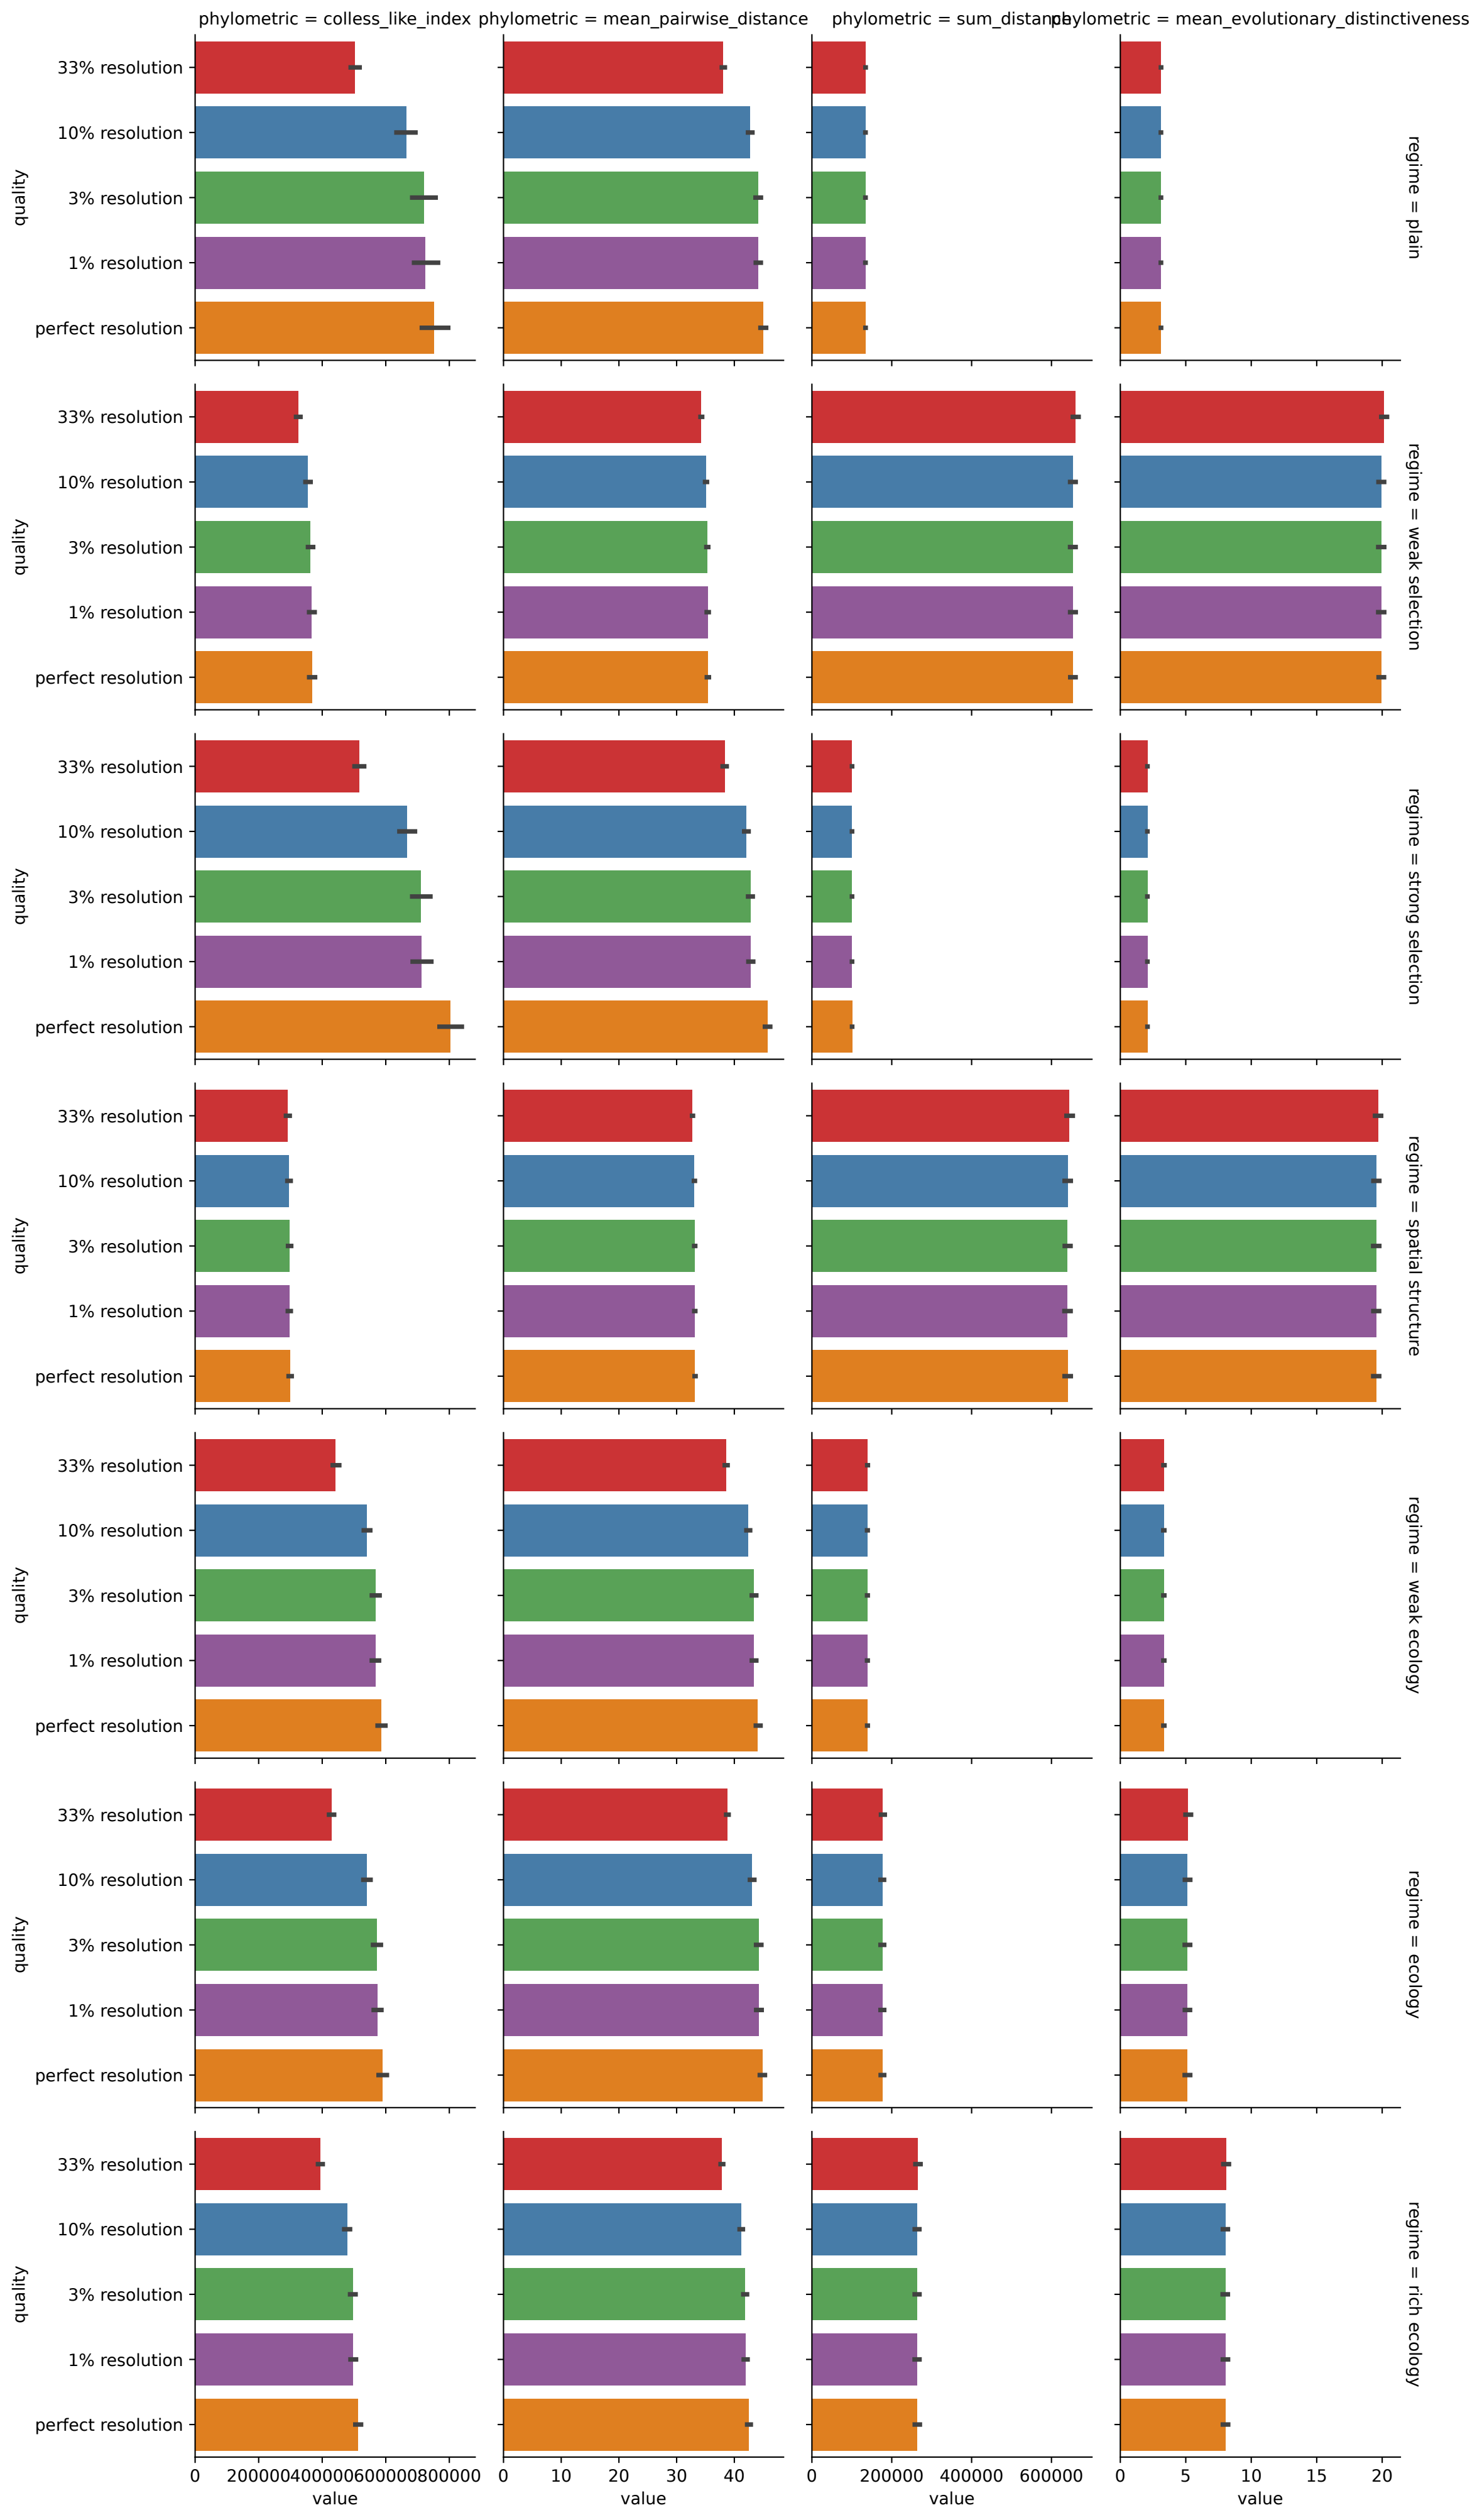 phylometric = colless_like_index
phylometric = mean_pairwise_distance
phylometric = sum_distance
phylometric = mean_evolutionary_distinctiveness
33% resolution
10% resolution
3% resolution
1% resolution
perfect resolution
quality
regime = plain
33% resolution
10% resolution
3% resolution
1% resolution
perfect resolution
quality
regime = weak selection
33% resolution
10% resolution
3% resolution
1% resolution
perfect resolution
quality
regime = strong selection
33% resolution
10% resolution
3% resolution
1% resolution
perfect resolution
quality
regime = spatial structure
33% resolution
10% resolution
3% resolution
1% resolution
perfect resolution
quality
regime = weak ecology
33% resolution
10% resolution
3% resolution
1% resolution
perfect resolution
quality
regime = ecology
33% resolution
10% resolution
3% resolution
1% resolution
perfect resolution
quality
regime = rich ecology
0 200000 400000 600000 800000
value
0 10 20 30 40
value
0 200000 400000 600000
value
0 5 10 15 20
value